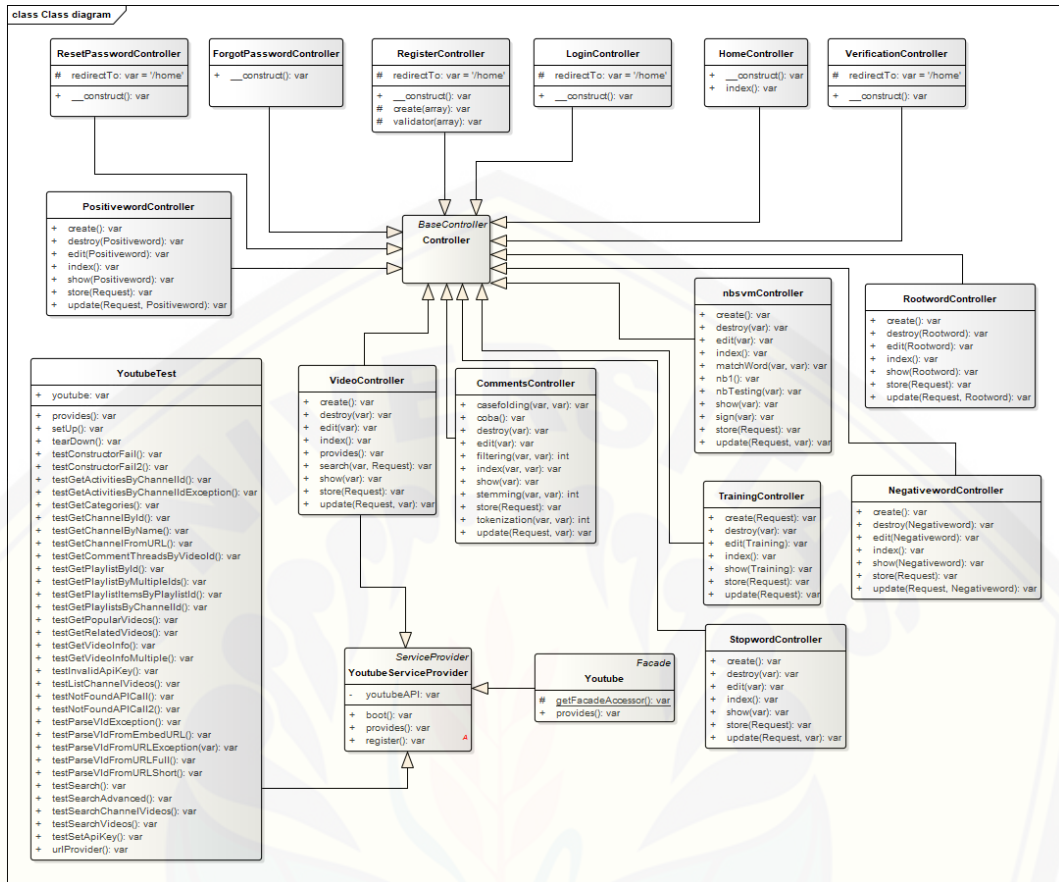 class Class diagram
ResetPasswordController
# redirectTo: var = '/home'
+ __construct(): var
ForgotPasswordController
+ __construct(): var
RegisterController
# redirectTo: var = '/home'
+ __construct(): var
# create(array): var
# validator(array): var
LoginController
# redirectTo: var = '/home'
+ __construct(): var
HomeController
+ __construct(): var
+ index(): var
VerificationController
# redirectTo: var = '/home'
+ __construct(): var
PositivewordController
+ create(): var
+ destroy(Positiveword): var
+ edit(Positiveword): var
+ index(): var
+ show(Positiveword): var
+ store(Request): var
+ update(Request, Positiveword): var
BaseController
Controller
nbsvmController
+ create(): var
+ destroy(var): var
+ edit(var): var
+ index(): var
+ matchWord(var, var): var
+ nb1(): var
+ nbTesting(): var
+ show(var): var
+ sign(var): var
+ store(Request): var
+ update(Request, var): var
RootwordController
+ create(): var
+ destroy(Rootword): var
+ edit(Rootword): var
+ index(): var
+ show(Rootword): var
+ store(Request): var
+ update(Request, Rootword): var
YoutubeTest
+ youtube: var
+ provides(): var
+ setUp(): var
+ tearDown(): var
+ testConstructorFail(): var
+ testConstructorFail2(): var
+ testGetActivitiesByChannelId(): var
+ testGetActivitiesByChannelIdException(): var
+ testGetCategories(): var
+ testGetChannelById(): var
+ testGetChannelByName(): var
+ testGetChannelFromURL(): var
+ testGetCommentThreadsByVideoId(): var
+ testGetPlaylistById(): var
+ testGetPlaylistByMultipleIds(): var
+ testGetPlaylistItemsByPlaylistId(): var
+ testGetPlaylistsByChannelId(): var
+ testGetPopularVideos(): var
+ testGetRelatedVideos(): var
+ testGetVideoInfo(): var
+ testGetVideoInfoMultiple(): var
+ testInvalidApiKey(): var
+ testListChannelVideos(): var
+ testNotFoundAPICall(): var
+ testNotFoundAPICall2(): var
+ testParseVIdException(): var
+ testParseVIdFromEmbedURL(): var
+ testParseVIdFromURLException(var): var
+ testParseVIdFromURLFull(): var
+ testParseVIdFromURLShort(): var
+ testSearch(): var
+ testSearchAdvanced(): var
+ testSearchChannelVideos(): var
+ testSearchVideos(): var
+ testSetApiKey(): var
+ urlProvider(): var
VideoController
+ create(): var
+ destroy(var): var
+ edit(var): var
+ index(): var
+ provides(): var
+ search(var, Request): var
+ show(var): var
+ store(Request): var
+ update(Request, var): var
CommentsController
+ casefolding(var, var): var
+ coba(): var
+ destroy(var): var
+ edit(var): var
+ filtering(var, var): int
+ index(var, var): var
+ show(var): var
+ stemming(var, var): int
+ store(Request): var
+ tokenization(var, var): int
+ update(Request, var): var
TrainingController
+ create(Request): var
+ destroy(var): var
+ edit(Training): var
+ index(): var
+ show(Training): var
+ store(Request): var
+ update(Request): var
NegativewordController
+ create(): var
+ destroy(Negativeword): var
+ edit(Negativeword): var
+ index(): var
+ show(Negativeword): var
+ store(Request): var
+ update(Request, Negativeword): var
StopwordController
+ create(): var
+ destroy(var): var
+ edit(var): var
+ index(): var
+ show(var): var
+ store(Request): var
+ update(Request, var): var
ServiceProvider
YoutubeServiceProvider
- youtubeAPI: var
+ boot(): var
+ provides(): var
+ register(): var
Facade
Youtube
# getFacadeAccessor(): var
+ provides(): var